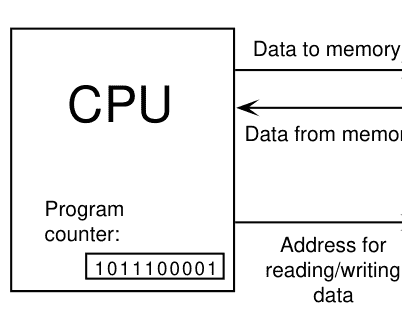 Data to memory
CPU
Data from memor
Program
counter:
1011100001
Address for
reading/writing
data